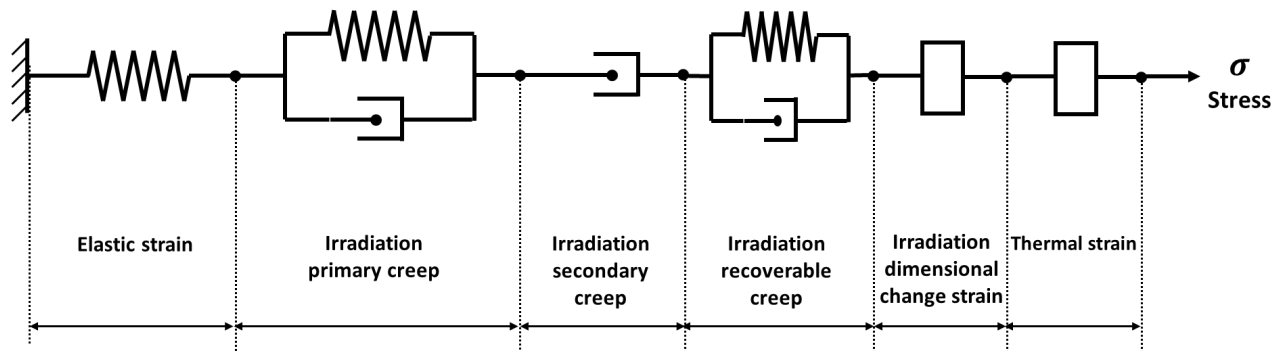 σ
Stress
Elastic strain
Irradiation
primary creep
Irradiation
secondary
creep
Irradiation
recoverable
creep
Irradiation
dimensional
change strain
Thermal strain